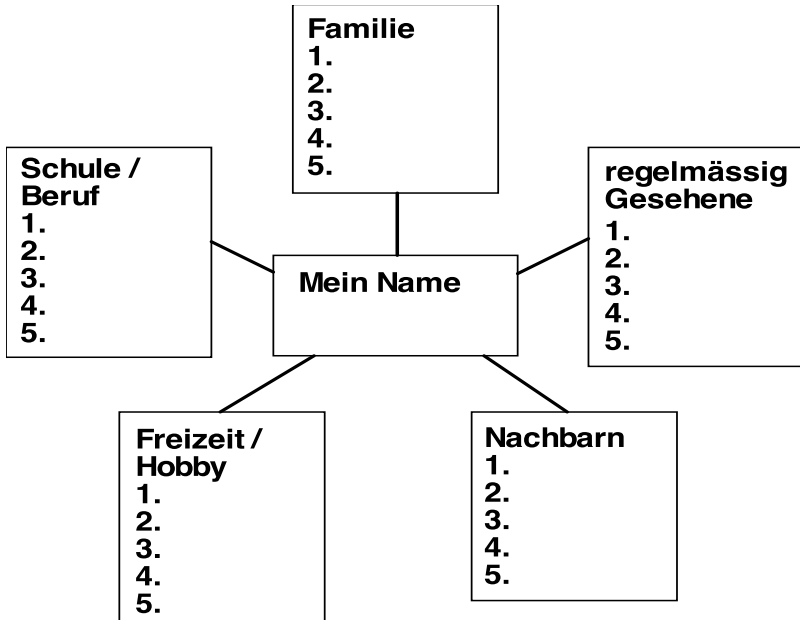 Familie
1.
2.
3.
4.
5.
Schule /
Beruf
1.
2.
3.
4.
5.
regelmässig
Gesehene
1.
2.
3.
4.
5.
Mein Name
Freizeit /
Hobby
1.
2.
3.
4.
5.
Nachbarn
1.
2.
3.
4.
5.